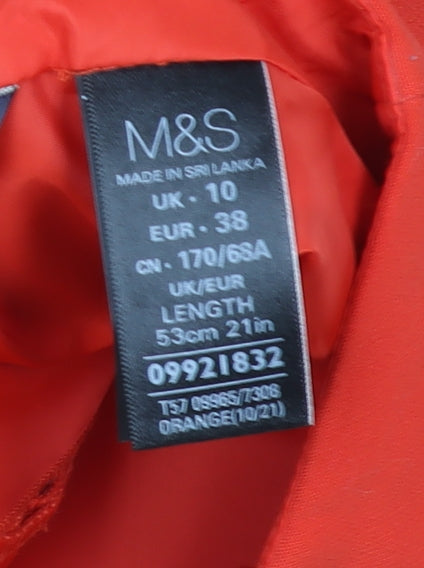 M&S
MADE IN SRI LANKA
UK · 10
EUR · 38
CN · 170/68A
UK/EUR
LENGTH
53cm 21in
09921832
T57 08965/7308
ORANGE(10/21)